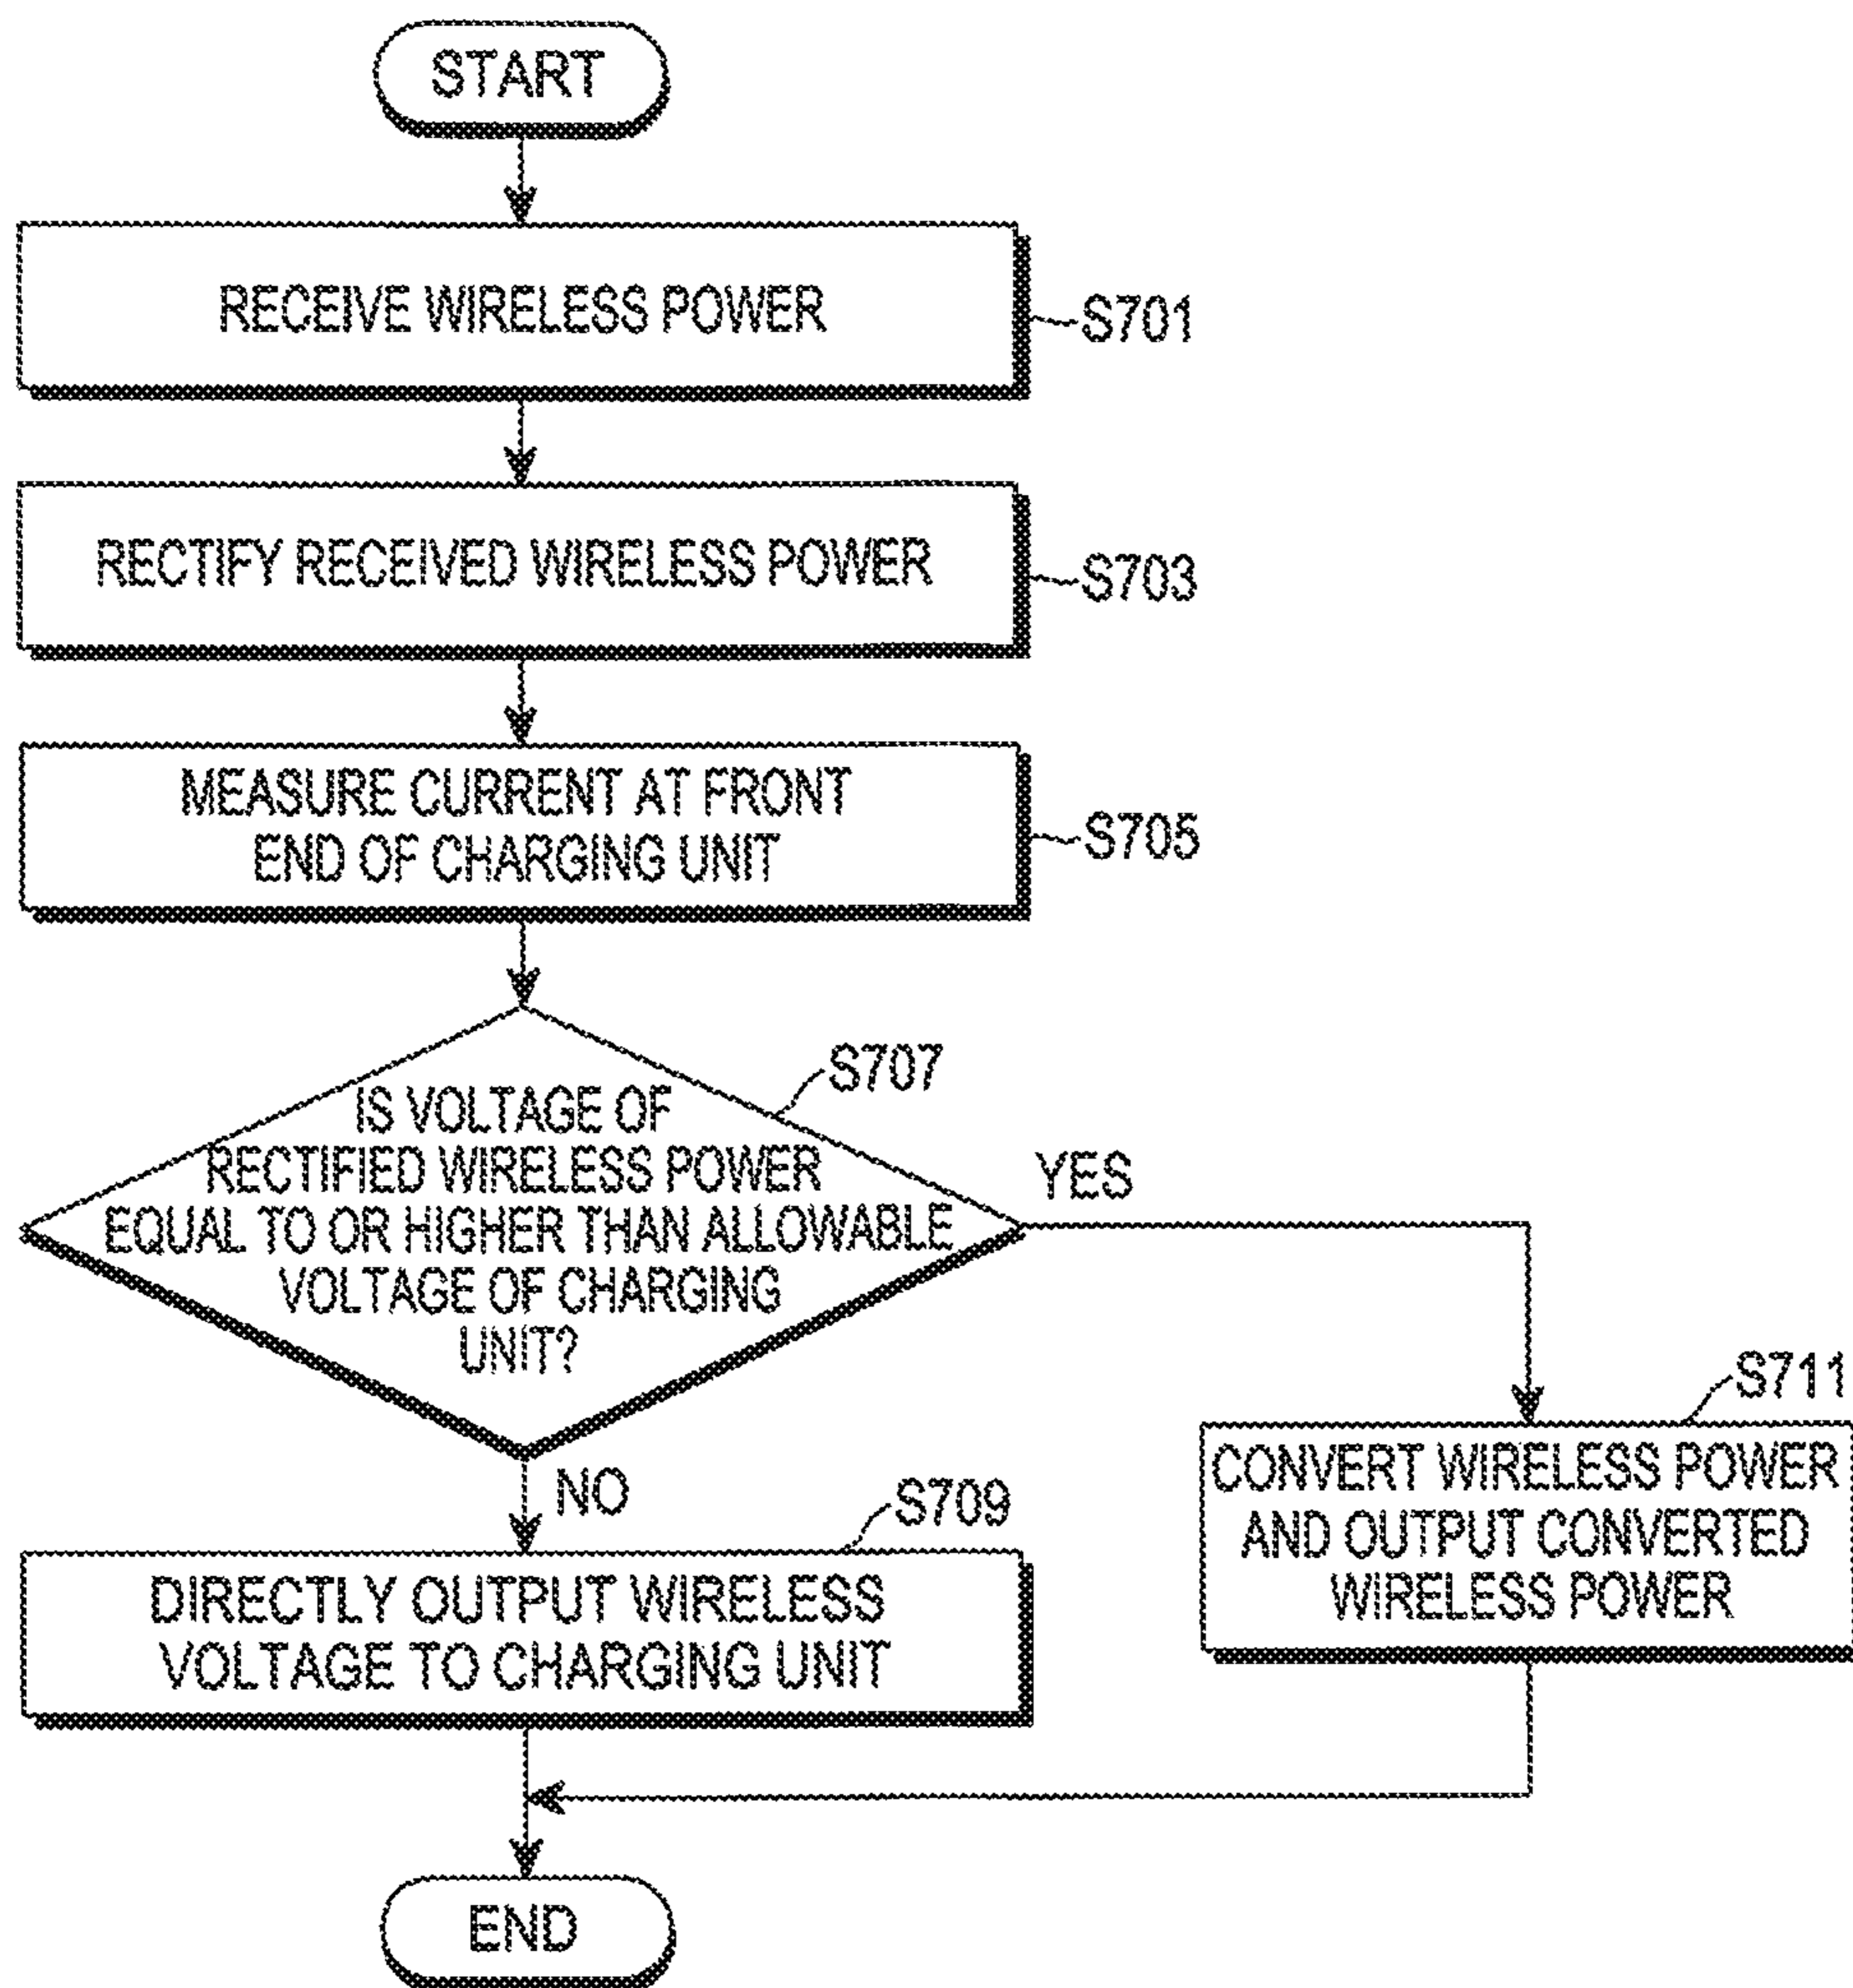 START
RECEIVE WIRELESS POWER
S701
RECTIFY RECEIVED WIRELESS POWER
S703
MEASURE CURRENT AT FRONT
END OF CHARGING UNIT
S705
S707
IS VOLTAGE OF
RECTIFIED WIRELESS POWER
EQUAL TO OR HIGHER THAN ALLOWABLE
VOLTAGE OF CHARGING
UNIT?
YES
NO
S709
DIRECTLY OUTPUT WIRELESS
VOLTAGE TO CHARGING UNIT
S711
CONVERT WIRELESS POWER
AND OUTPUT CONVERTED
WIRELESS POWER
END